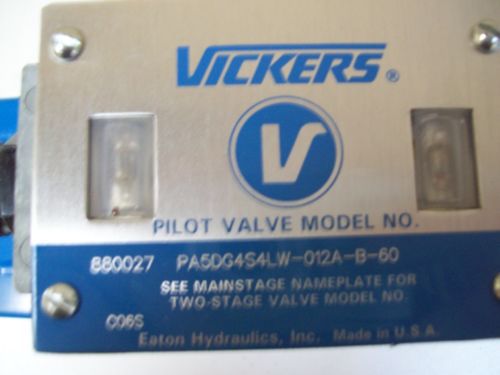 VICKERS®
V
PILOT VALVE MODEL NO.
880027 PA5DG4S4LW-012A-B-60
SEE MAINSTAGE NAMEPLATE FOR
TWO-STAGE VALVE MODEL NO.
C06S
Eaton Hydraulics, Inc. Made in U.S.A.